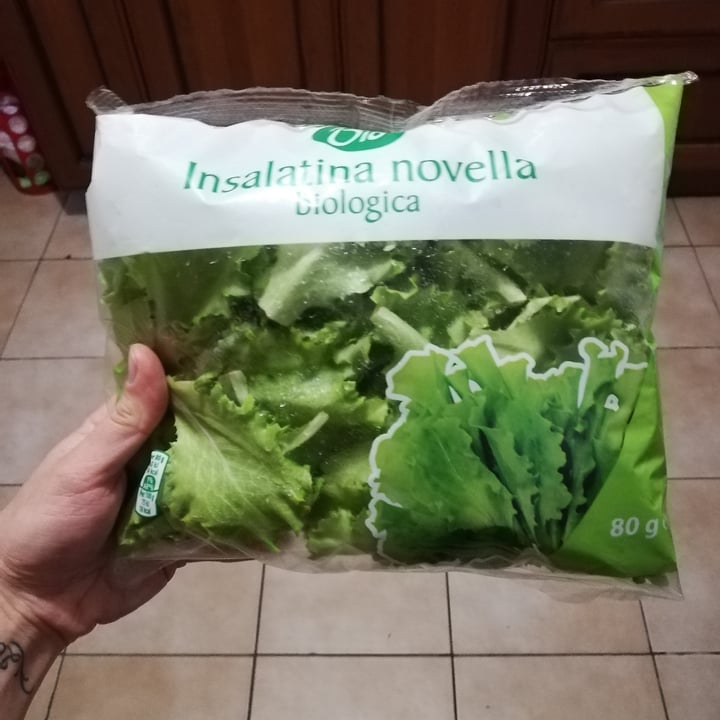 Bio
Insalatina novella
biologica
80 g